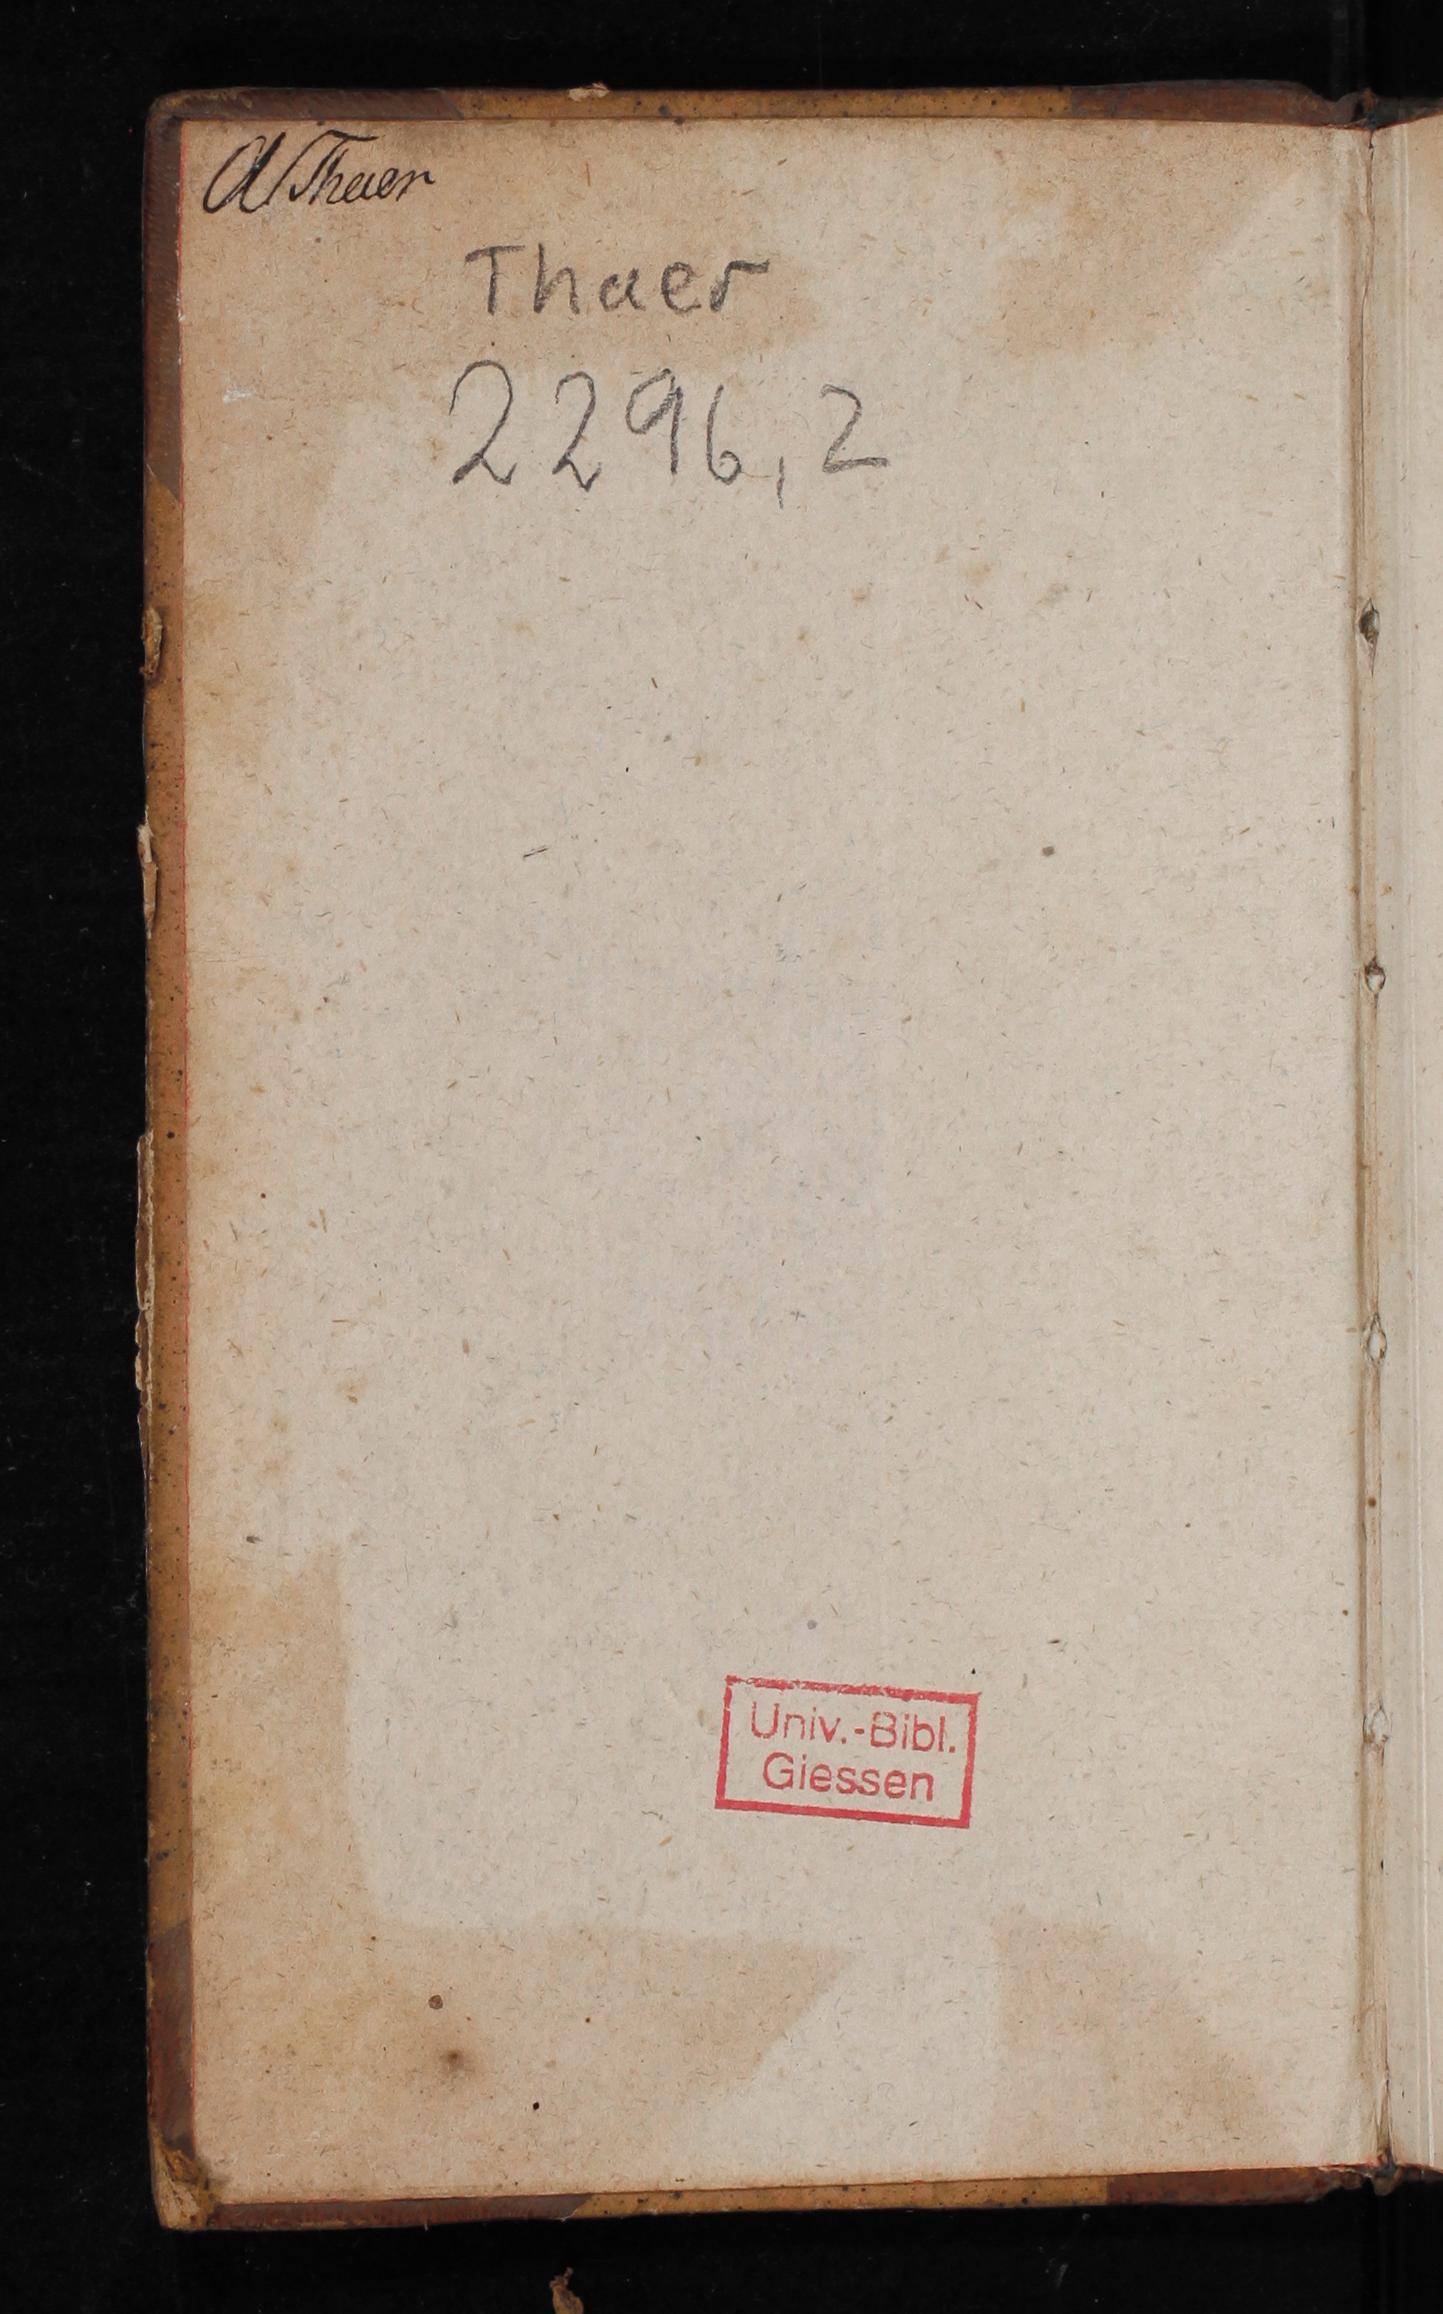 A Thaer
Thaer
2296,2
Univ.-Bibl.
Giessen